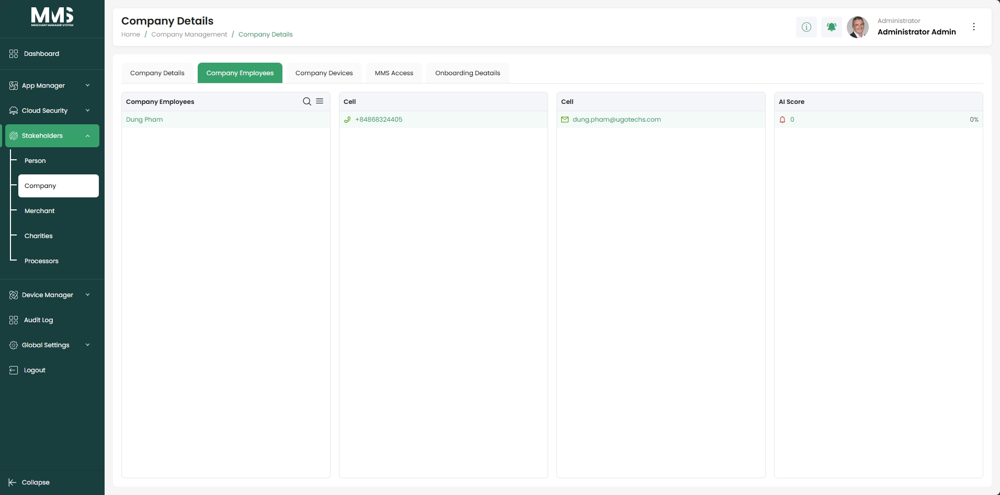 MMS
MERCHANT MANAGER SYSTEM
Dashboard
App Manager
Cloud Security
Stakeholders
Person
Company
Merchant
Charities
Processors
Device Manager
Audit Log
Global Settings
Logout
Collapse
Company Details
Home / Company Management / Company Details
Administrator
Administrator Admin
Company Details Company Employees Company Devices MMS Access Onboarding Deatails
Company Employees Cell Cell AI Score
Dung Pham +84868324405 dung.pham@ugotechs.com 0 0%